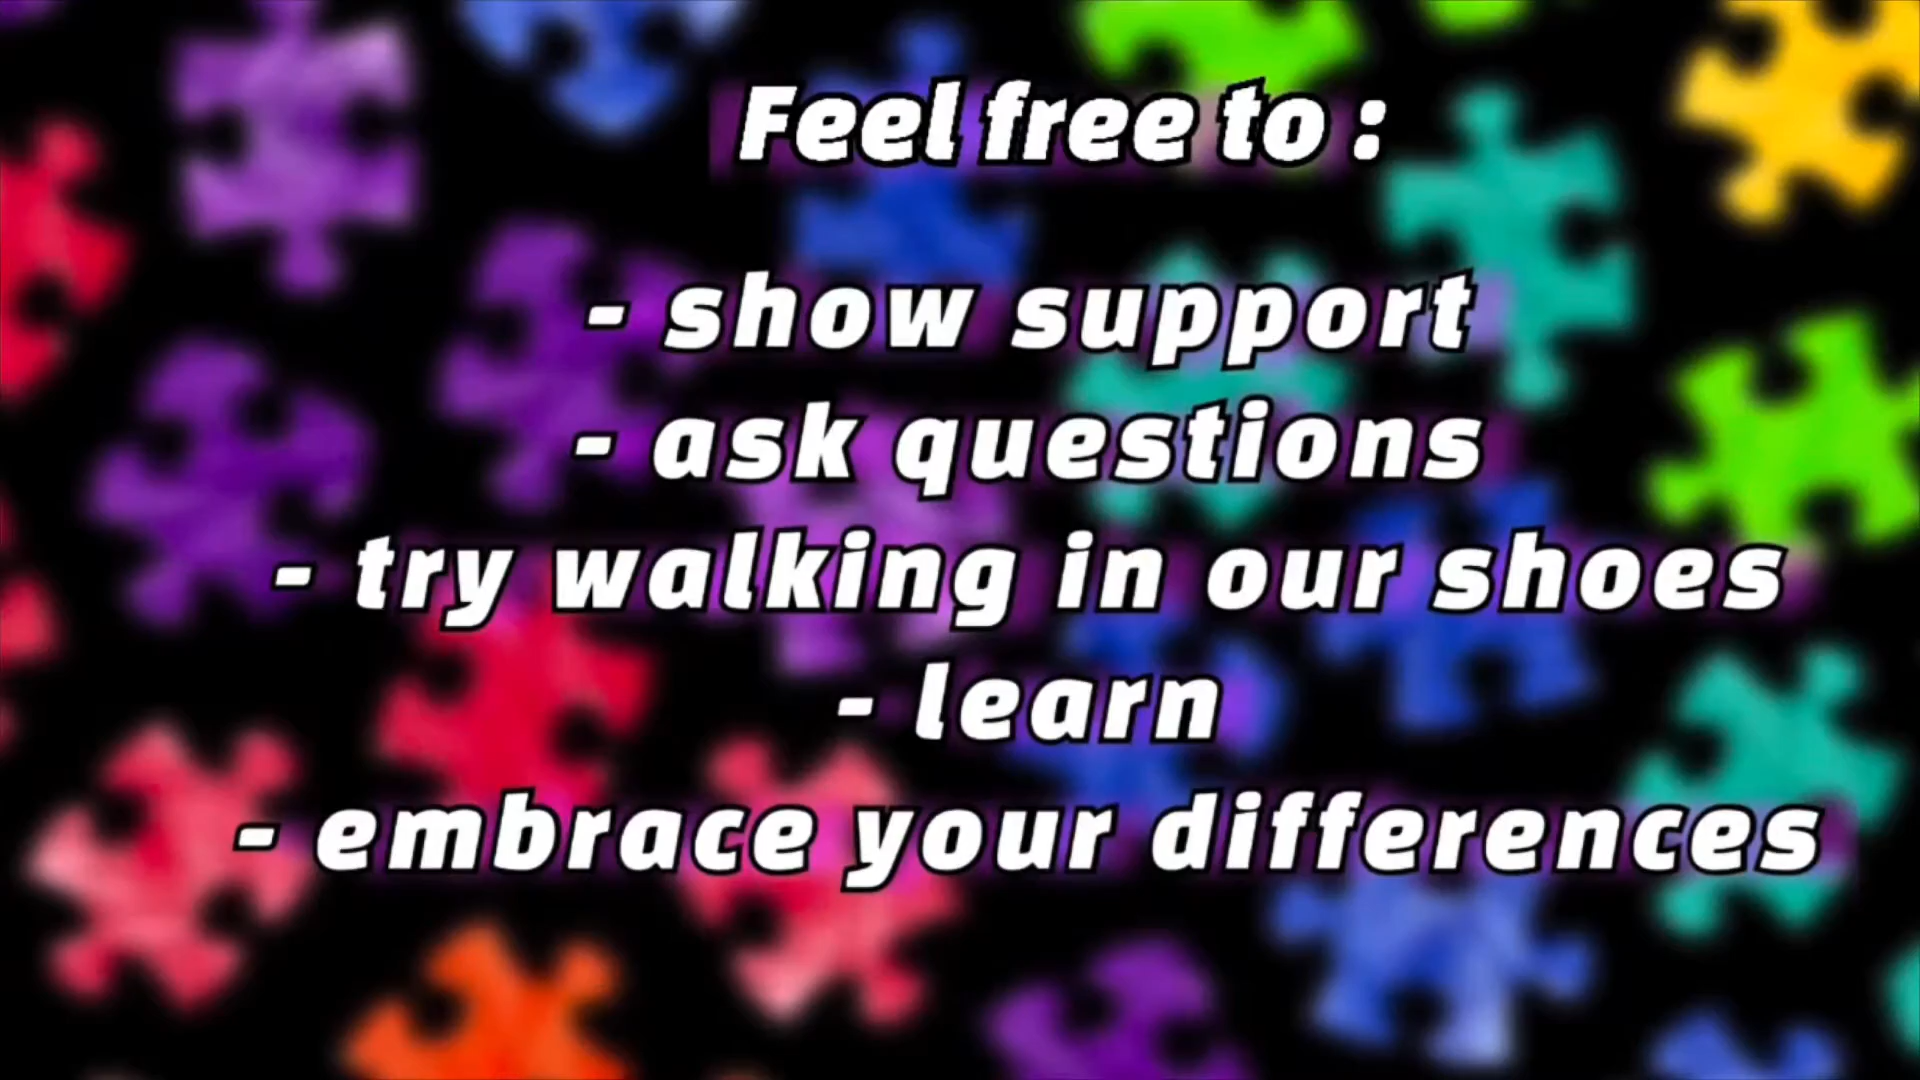 Feel free to :
- show support
- ask questions
- try walking in our shoes
- learn
- embrace your differences